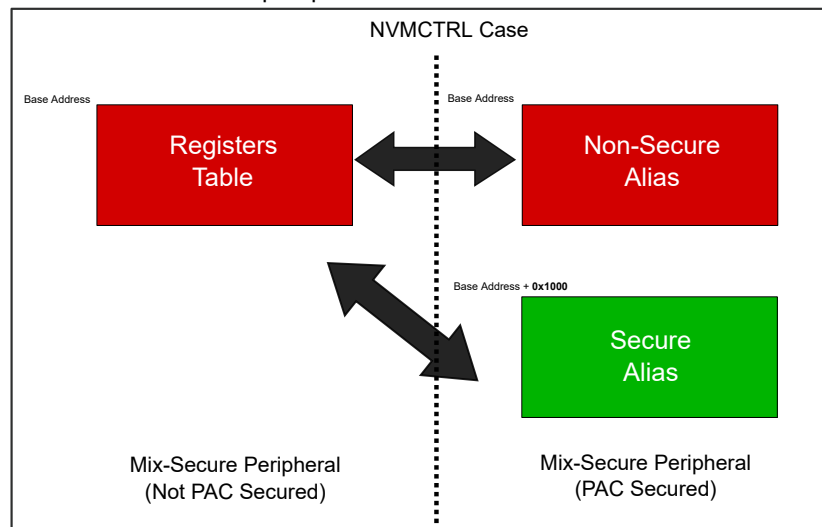 NVMCTRL Case
Base Address
Registers
Table
Base Address
Non-Secure
Alias
Base Address + 0x1000
Secure
Alias
Mix-Secure Peripheral
(Not PAC Secured)
Mix-Secure Peripheral
(PAC Secured)